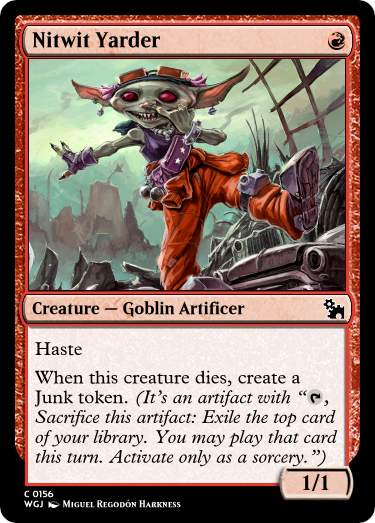 Nitwit Yarder
Creature — Goblin Artificer
Haste
When this creature dies, create a
Junk token. (It's an artifact with “,
Sacrifice this artifact: Exile the top card
of your library. You may play that card
this turn. Activate only as a sorcery.”)
1/1
C 0156
WGJ Miguel Regodón Harkness